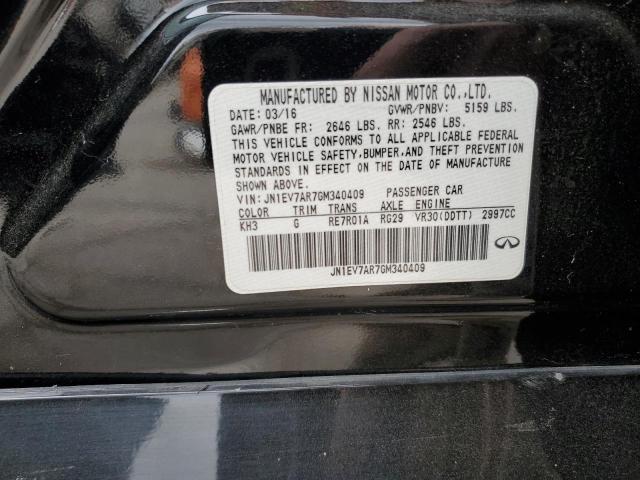 MANUFACTURED BY NISSAN MOTOR CO.,LTD.
DATE: 03/16 GVWR/PNBV: 5159 LBS.
GAWR/PNBE FR: 2646 LBS. RR: 2546 LBS.
THIS VEHICLE CONFORMS TO ALL APPLICABLE FEDERAL
MOTOR VEHICLE SAFETY,BUMPER,AND THEFT PREVENTION
STANDARDS IN EFFECT ON THE DATE OF MANUFACTURE
SHOWN ABOVE.
VIN: JN1EV7AR7GM340409 PASSENGER CAR
COLOR TRIM TRANS AXLE ENGINE
KH3 G RE7R01A RG29 VR30(DDTT) 2997CC
JN1EV7AR7GM340409